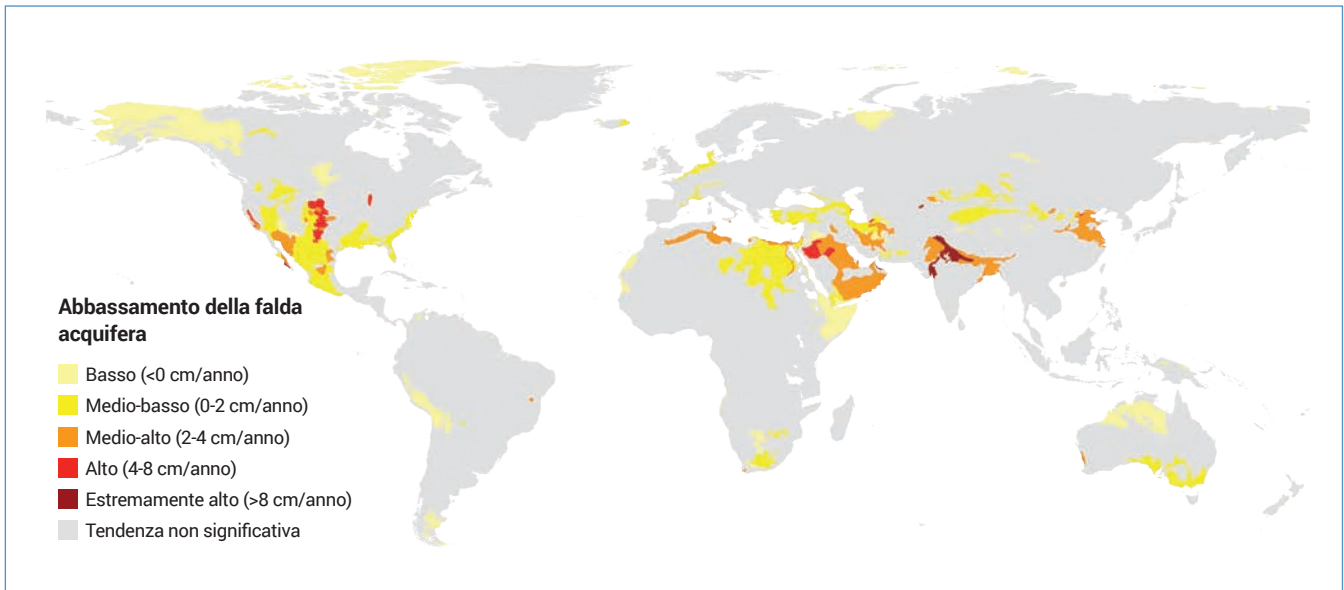 Abbassamento della falda
acquifera
Basso (<0 cm/anno)
Medio-basso (0-2 cm/anno)
Medio-alto (2-4 cm/anno)
Alto (4-8 cm/anno)
Estremamente alto (>8 cm/anno)
Tendenza non significativa